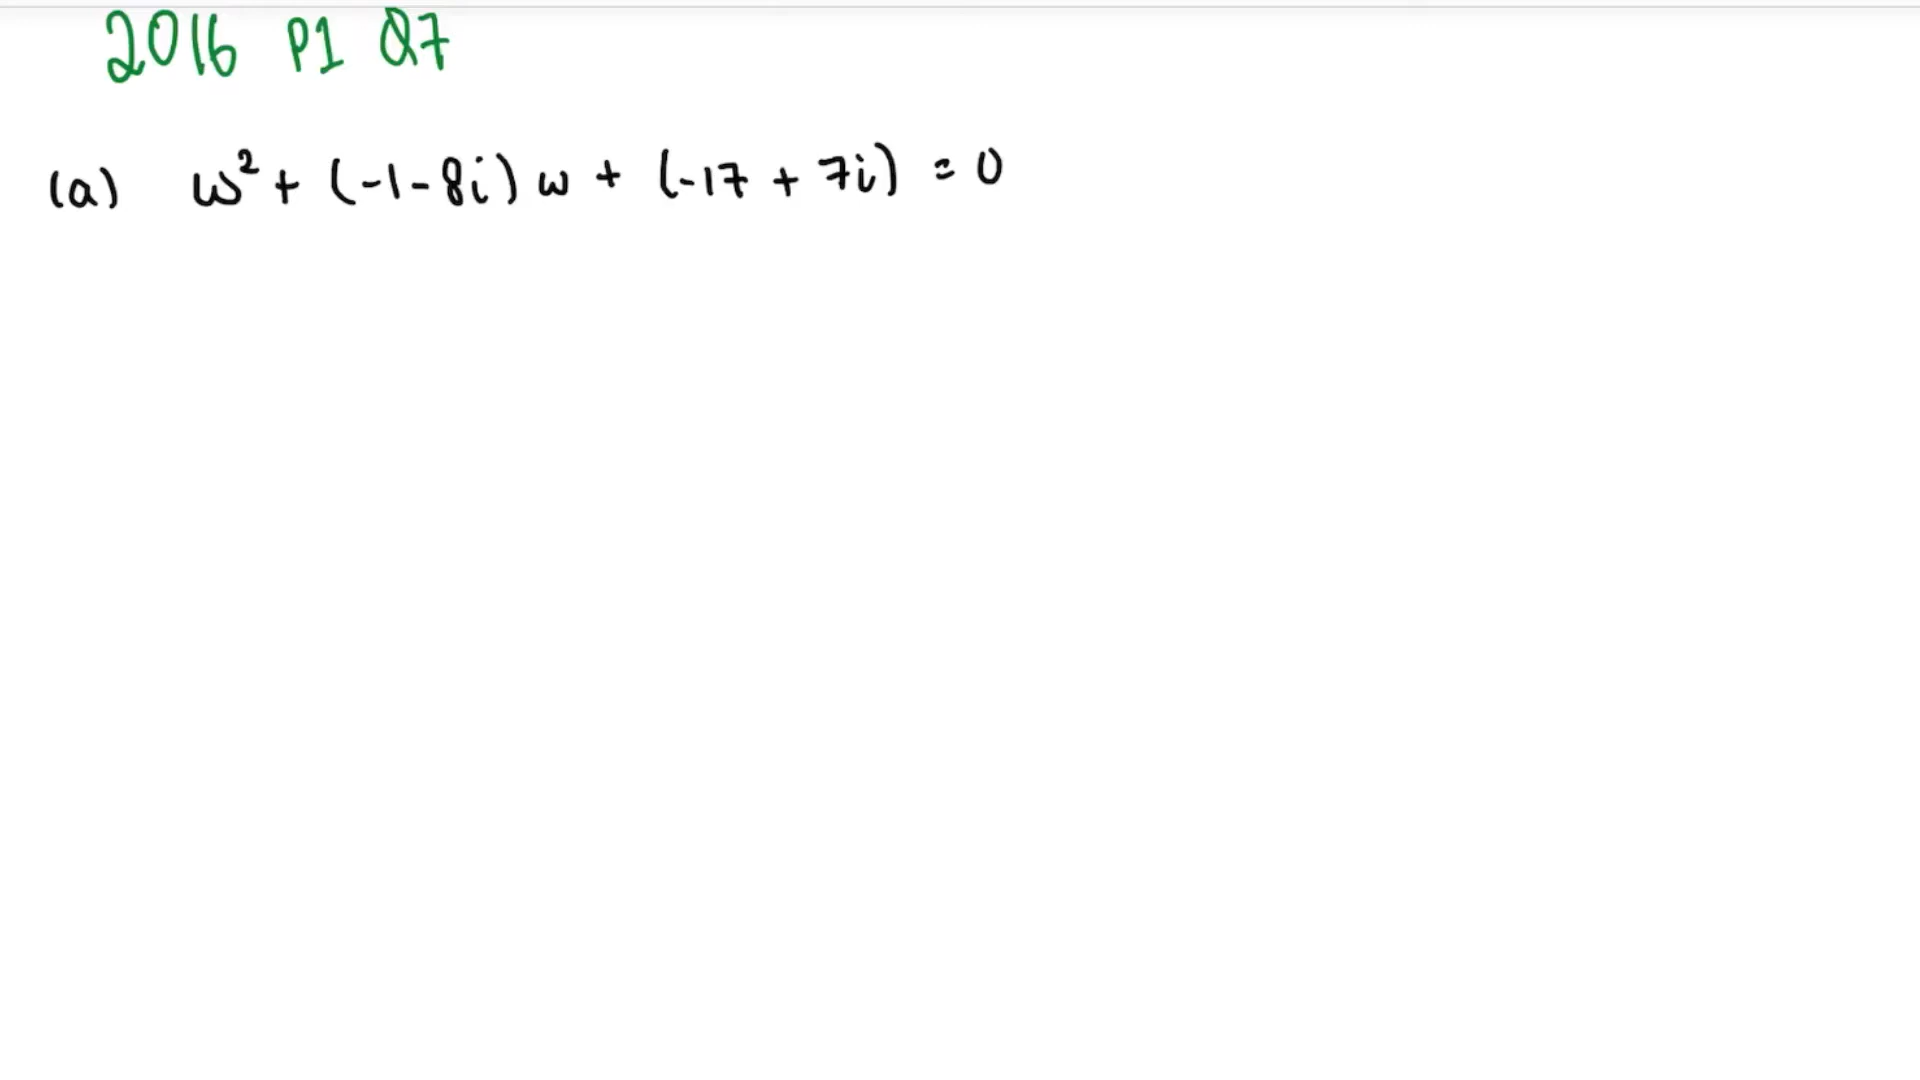 2016 P1 Q7
(a) w² + (-1-8i) w + (-17 + 7i) = 0